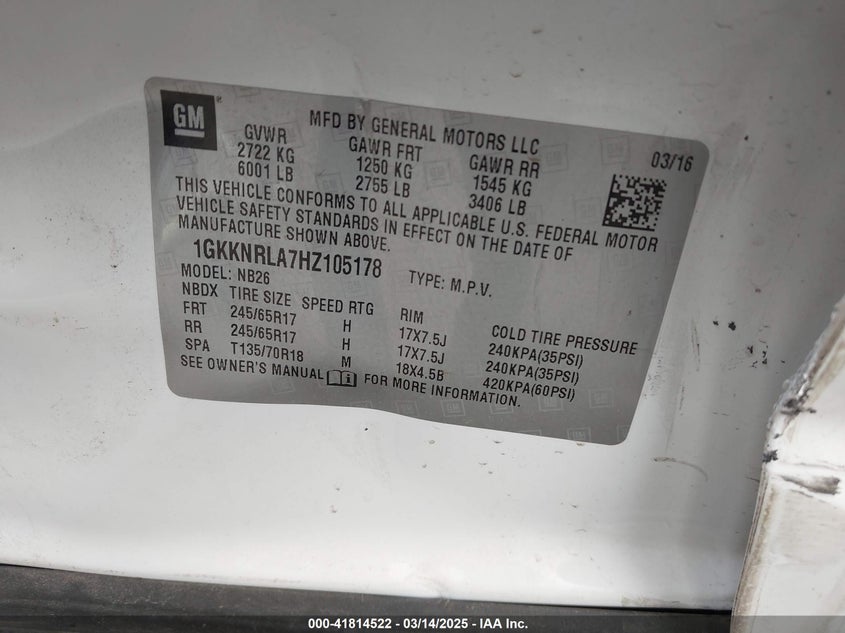 GM
MFD BY GENERAL MOTORS LLC 03/16
GVWR GAWR FRT GAWR RR
2722 KG 1250 KG 1545 KG
6001 LB 2755 LB 3406 LB
THIS VEHICLE CONFORMS TO ALL APPLICABLE U.S. FEDERAL MOTOR
VEHICLE SAFETY STANDARDS IN EFFECT ON THE DATE OF
MANUFACTURE SHOWN ABOVE.
1GKKNRLA7HZ105178
MODEL: NB26 TYPE: M.P.V.
NBDX TIRE SIZE SPEED RTG RIM COLD TIRE PRESSURE
FRT 245/65R17 H 17X7.5J 240KPA(35PSI)
RR 245/65R17 H 17X7.5J 240KPA(35PSI)
SPA T135/70R18 M 18X4.5B 420KPA(60PSI)
SEE OWNER'S MANUAL FOR MORE INFORMATION.
000-41814522 - 03/14/2025 - IAA Inc.